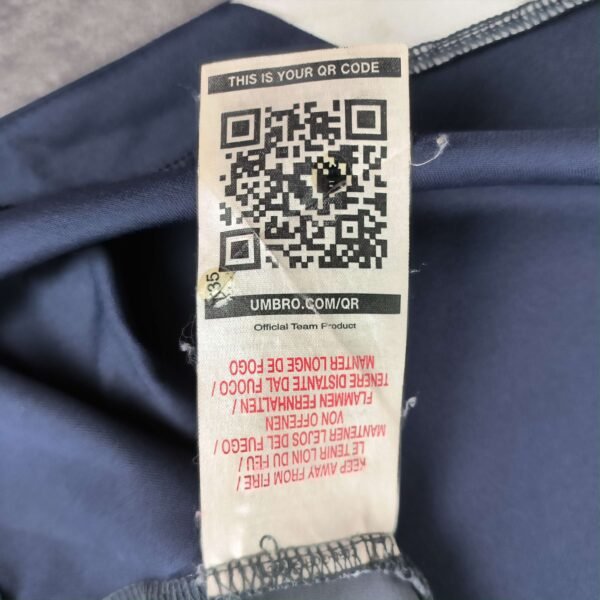 THIS IS YOUR QR CODE
35
UMBRO.COM/QR
Official Team Product
KEEP AWAY FROM FIRE /
LE TENIR LOIN DU FEU /
MANTENER LEJOS DEL FUEGO /
VON OFFENEN
FLAMMEN FERNHALTEN /
TENERE DISTANTE DAL FUOCO /
MANTER LONGE DE FOGO